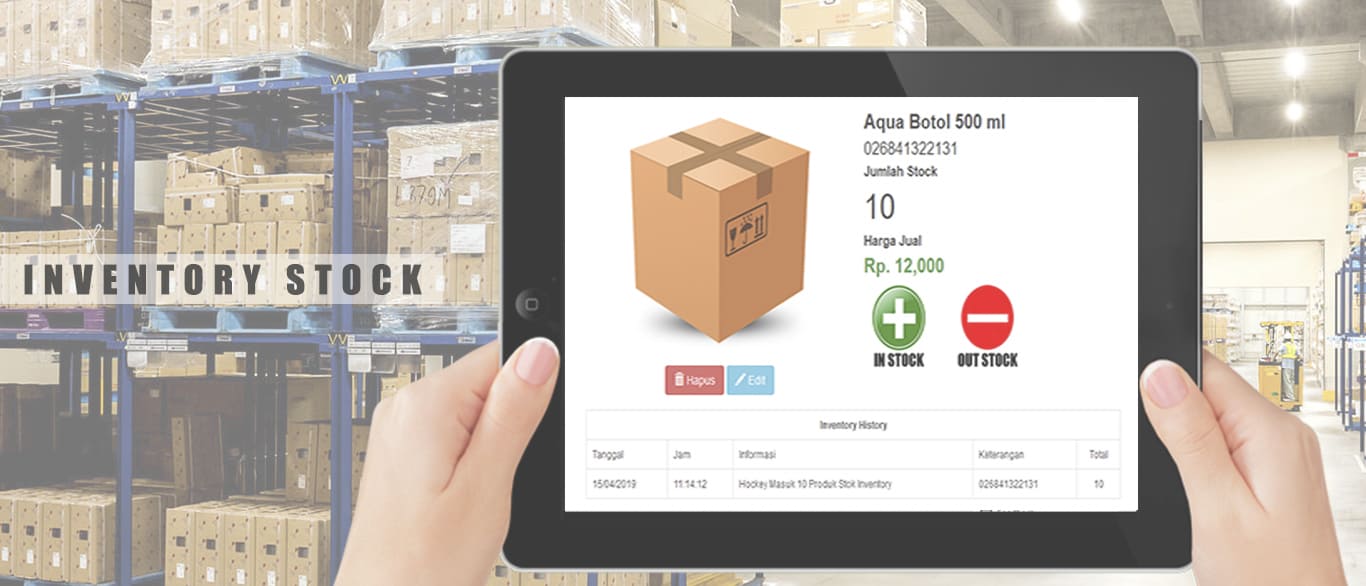 INVENTORY STOCK
Aqua Botol 500 ml
026841322131
Jumlah Stock
10
Harga Jual
Rp. 12,000
IN STOCK OUT STOCK
Hapus Edit
Inventory History
Tanggal Jam Informasi Keterangan Total
15/04/2019 11:14:12 Hockey Masuk 10 Produk Stok Inventory 026841322131 10